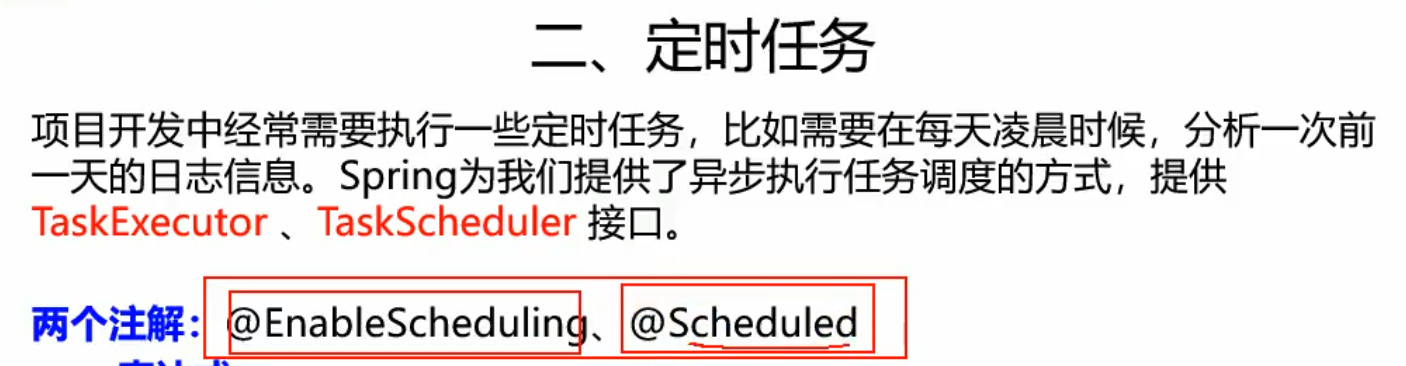 二、定时任务
项目开发中经常需要执行一些定时任务，比如需要在每天凌晨时候，分析一次前
一天的日志信息。Spring为我们提供了异步执行任务调度的方式，提供
TaskExecutor 、TaskScheduler 接口。
两个注解：@EnableScheduling、@Scheduled